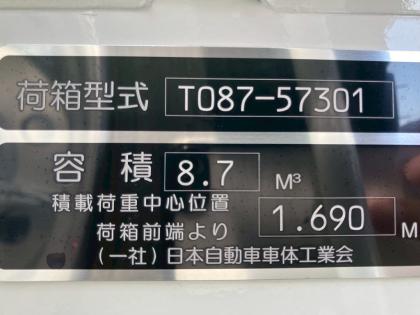 荷箱型式 T087-57301
容積 8.7 M³
積載荷重中心位置
荷箱前端より 1.690 M
(一社)日本自動車車体工業会